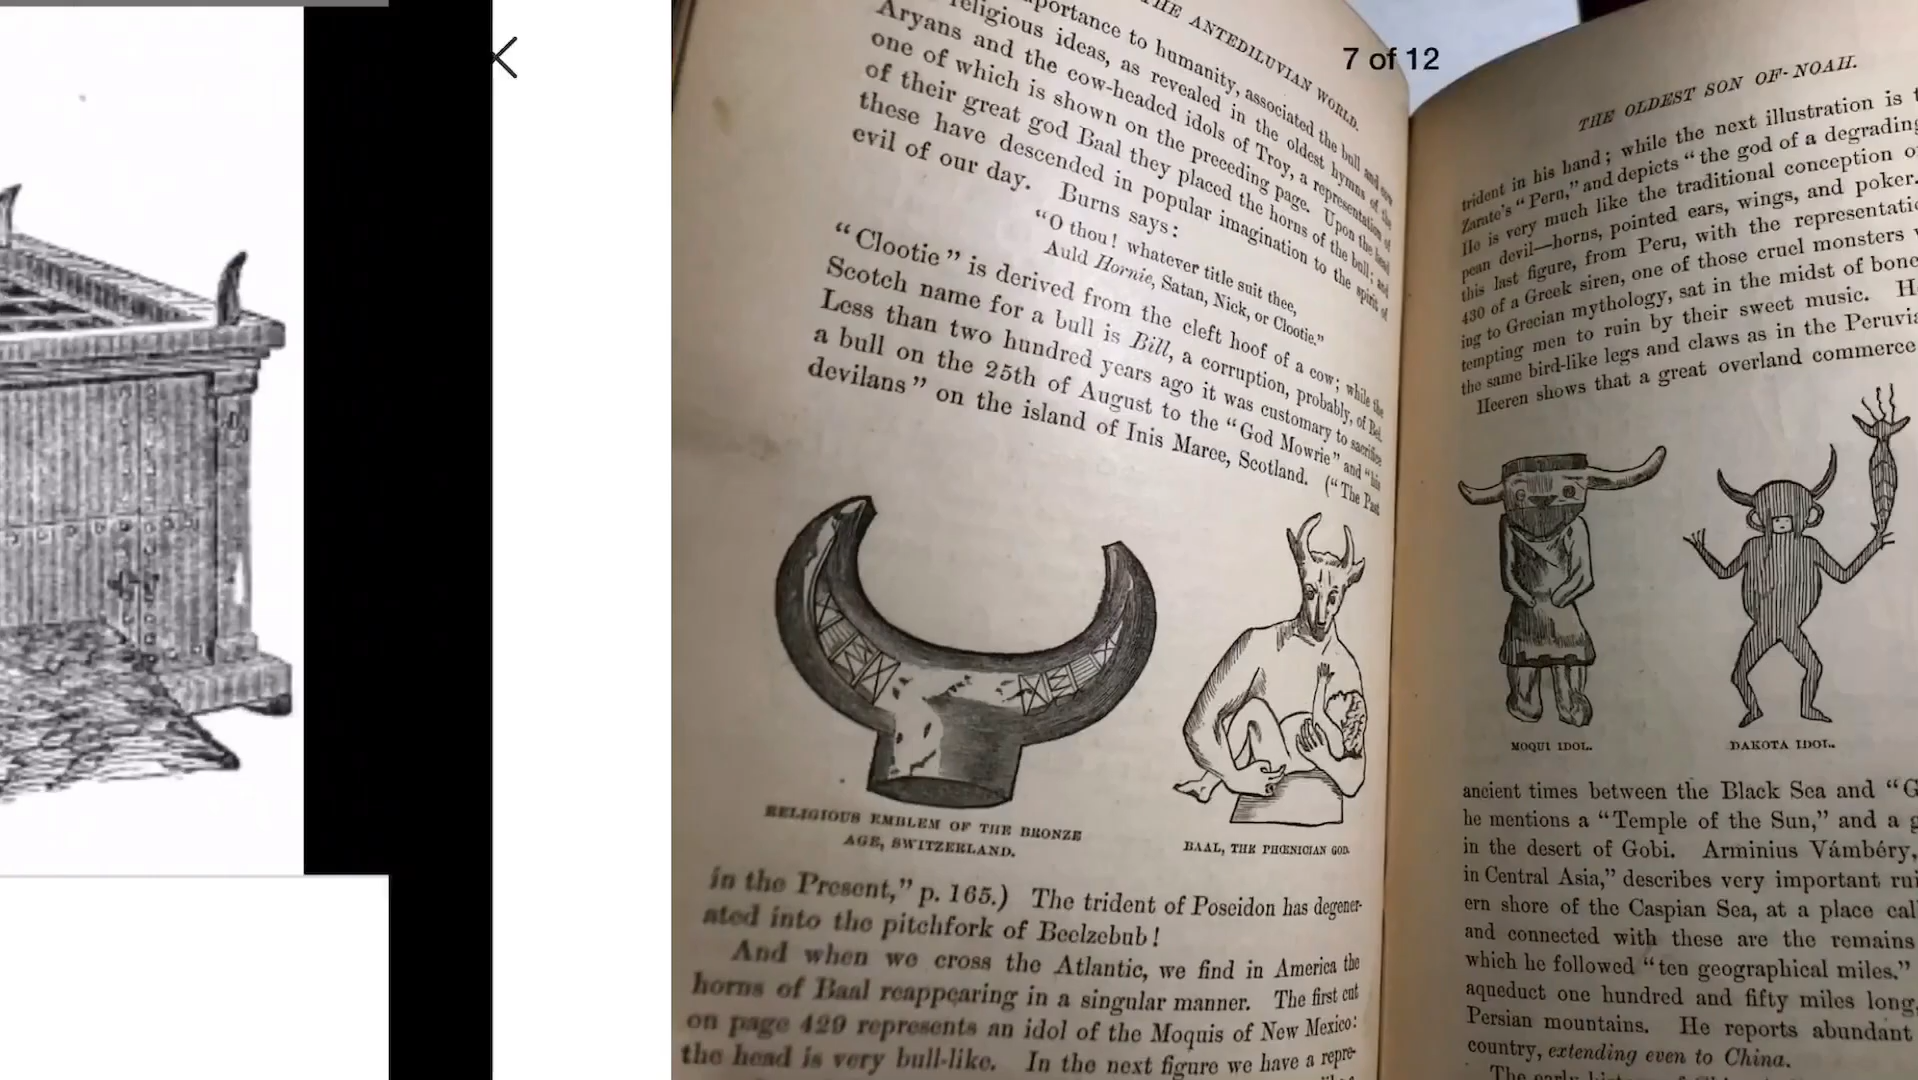 7 of 12
THE ANTEDILUVIAN WORLD.
portance to humanity, associated the bull and cow
religious ideas, as revealed in the oldest hymns of the
Aryans and the cow-headed idols of Troy, a representation of
one of which is shown on the preceding page. Upon the head
of their great god Baal they placed the horns of the bull; and
these have descended in popular imagination to the spirit of
evil of our day. Burns says:
“O thou! whatever title suit thee,
Auld Hornie, Satan, Nick, or Clootie.”
“Clootie” is derived from the cleft hoof of a cow; while the
Scotch name for a bull is Bill, a corruption, probably, of Bel.
Less than two hundred years ago it was customary to sacrifice
a bull on the 25th of August to the “God Mowrie” and “his
devilans” on the island of Inis Maree, Scotland. (“The Past
RELIGIOUS EMBLEM OF THE BRONZE
AGE, SWITZERLAND.
BAAL, THE PHŒNICIAN GOD.
in the Present,” p. 165.) The trident of Poseidon has degener-
ated into the pitchfork of Beelzebub!
And when we cross the Atlantic, we find in America the
horns of Baal reappearing in a singular manner. The first cut
on page 429 represents an idol of the Moquis of New Mexico:
the head is very bull-like. In the next figure we have a repre-
THE OLDEST SON OF NOAH.
trident in his hand; while the next illustration is t
Zarate's “Peru,” and depicts “the god of a degrading
He is very much like the traditional conception o
pean devil—horns, pointed ears, wings, and poker.
this last figure, from Peru, with the representati
430 of a Greek siren, one of those cruel monsters
ing to Grecian mythology, sat in the midst of bone
tempting men to ruin by their sweet music. H
the same bird-like legs and claws as in the Peruvia
Heeren shows that a great overland commerce
MOQUI IDOL.
DAKOTA IDOL.
ancient times between the Black Sea and “G
he mentions a “Temple of the Sun,” and a g
in the desert of Gobi. Arminius Vámbéry,
in Central Asia,” describes very important rui
ern shore of the Caspian Sea, at a place cal
and connected with these are the remains
which he followed “ten geographical miles.”
aqueduct one hundred and fifty miles long,
Persian mountains. He reports abundant
country, extending even to China.